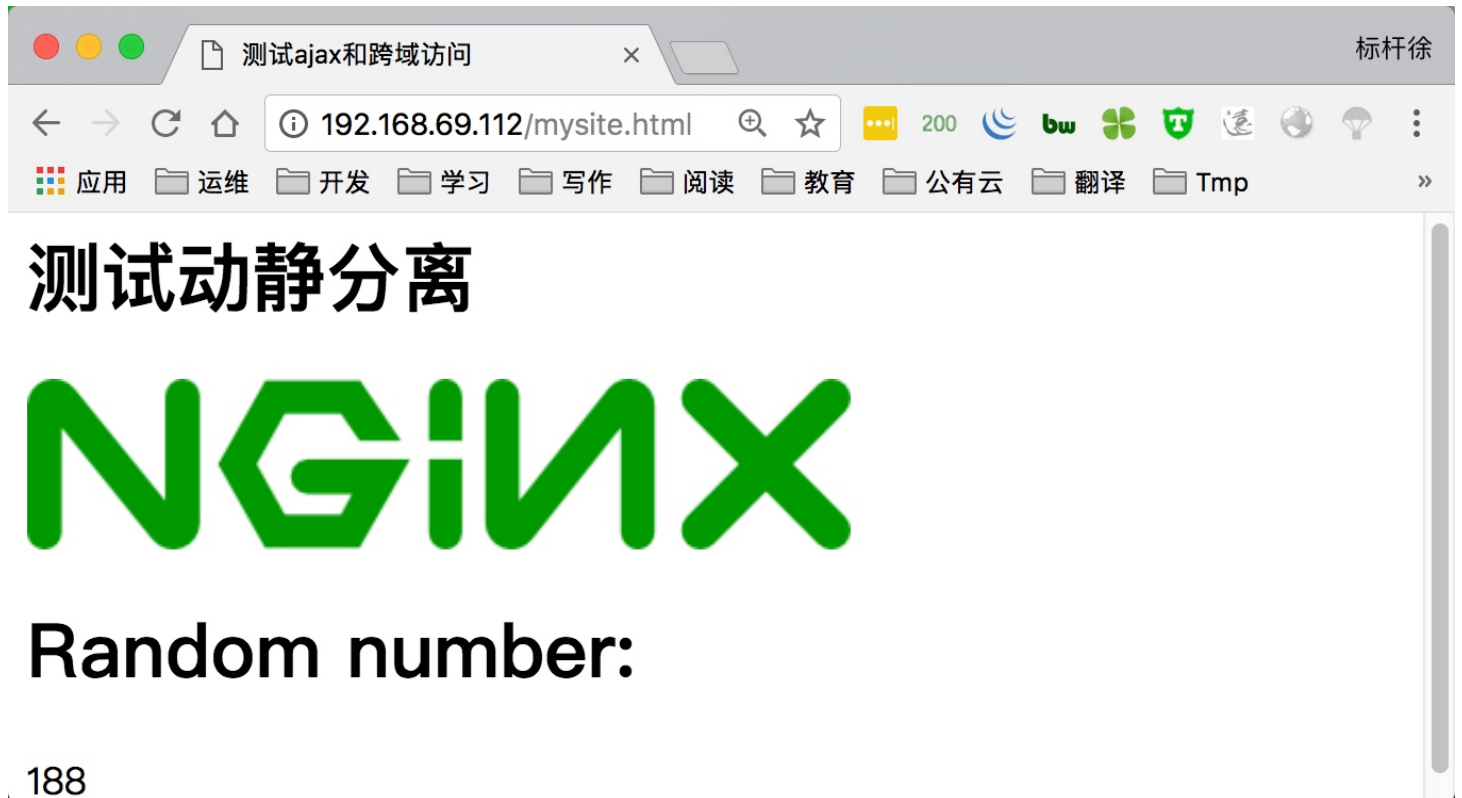 测试ajax和跨域访问
标杆徐
192.168.69.112/mysite.html
200 bw T 遥
应用 运维 开发 学习 写作 阅读 教育 公有云 翻译 Tmp »
测试动静分离
NGiNX
Random number:
188